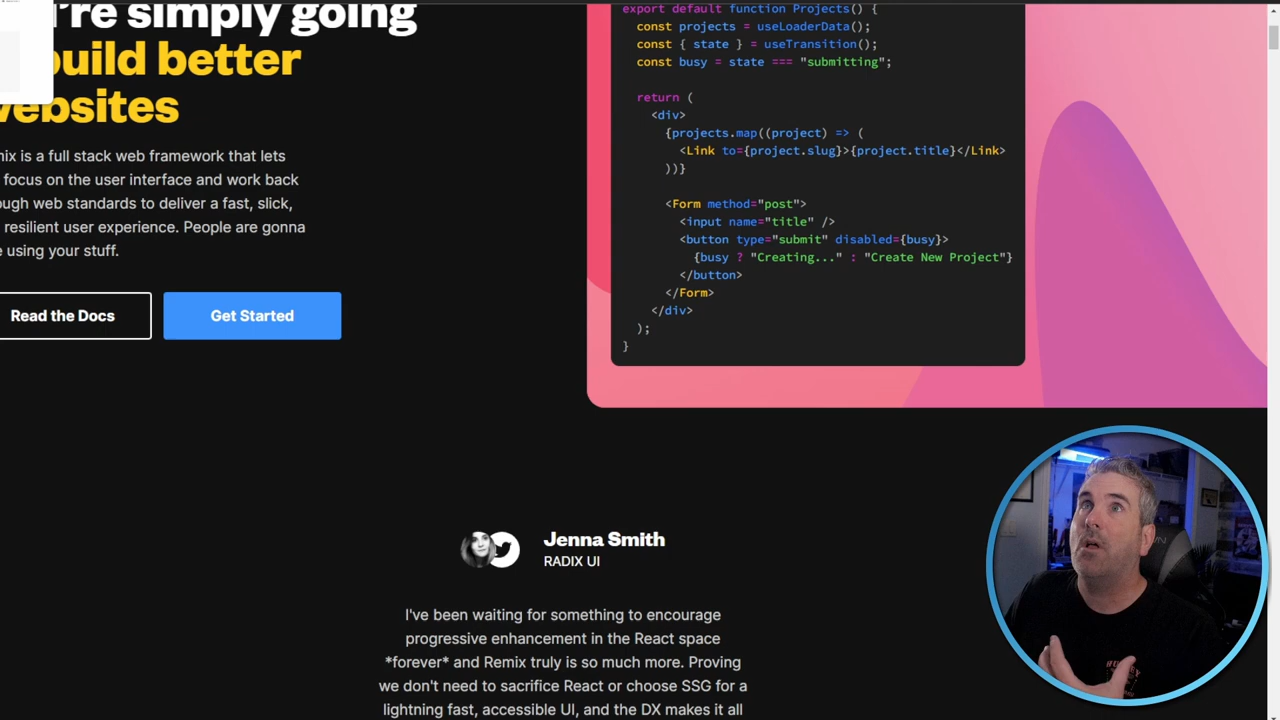 're simply going
build better
websites
mix is a full stack web framework that lets
focus on the user interface and work back
ough web standards to deliver a fast, slick,
resilient user experience. People are gonna
e using your stuff.
Read the Docs
Get Started
export default function Projects() {
const projects = useLoaderData();
const { state } = useTransition();
const busy = state === "submitting";
return (
<div>
{projects.map((project) => (
<Link to={project.slug}>{project.title}</Link>
))}
<Form method="post">
<input name="title" />
<button type="submit" disabled={busy}>
{busy ? "Creating..." : "Create New Project"}
</button>
</Form>
</div>
);
}
Jenna Smith
RADIX UI
I've been waiting for something to encourage
progressive enhancement in the React space
*forever* and Remix truly is so much more. Proving
we don't need to sacrifice React or choose SSG for a
lightning fast, accessible UI, and the DX makes it all